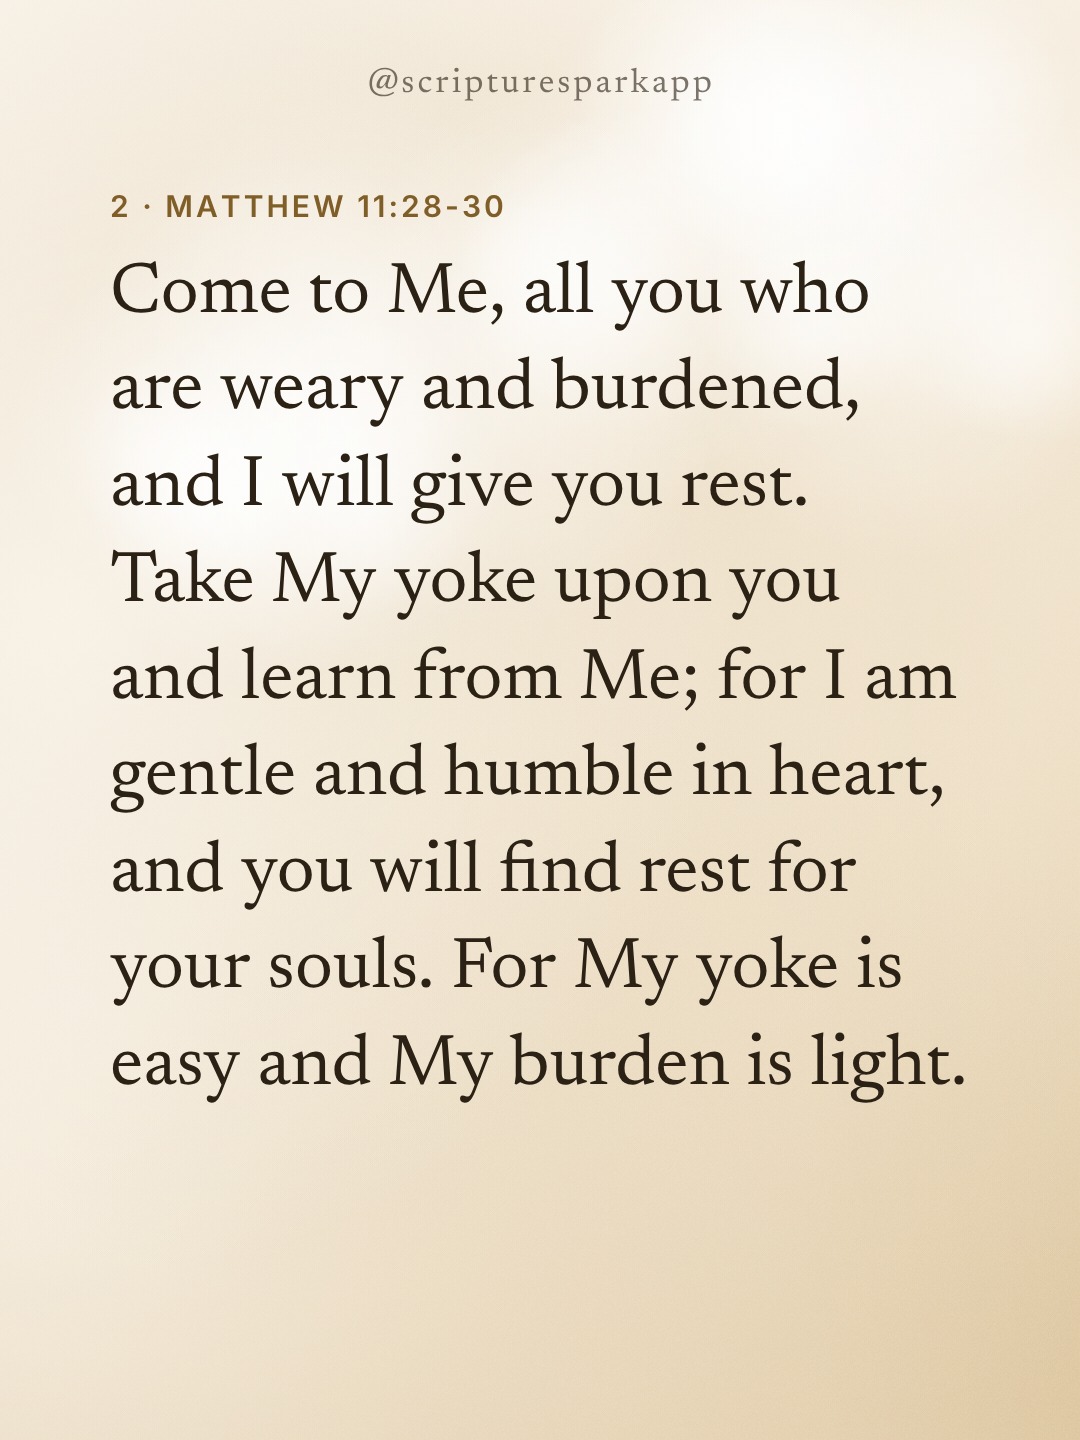 @scripturesparkapp
2 · MATTHEW 11:28-30
Come to Me, all you who
are weary and burdened,
and I will give you rest.
Take My yoke upon you
and learn from Me; for I am
gentle and humble in heart,
and you will find rest for
your souls. For My yoke is
easy and My burden is light.